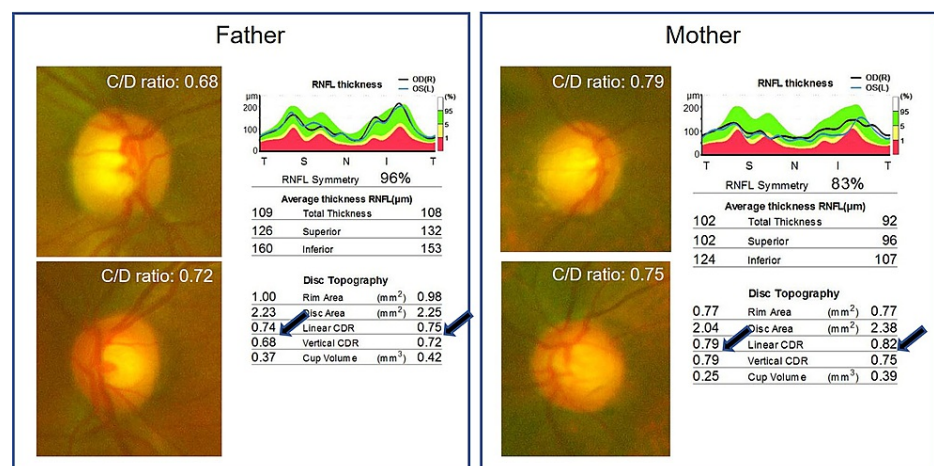 Father
C/D ratio: 0.68
RNFL thickness
OD(R)
OS(L)
μm
200
100
0
(%)
95
5
1
T S N I T
RNFL Symmetry 96%
Average thickness RNFL(μm)
109 Total Thickness 108
126 Superior 132
160 Inferior 153
C/D ratio: 0.72
Disc Topography
1.00 Rim Area (mm²) 0.98
2.23 Disc Area (mm²) 2.25
0.74 Linear CDR 0.75
0.68 Vertical CDR 0.72
0.37 Cup Volume (mm³) 0.42
Mother
C/D ratio: 0.79
RNFL thickness
OD(R)
OS(L)
μm
200
100
0
(%)
95
5
1
T S N I T
RNFL Symmetry 83%
Average thickness RNFL(μm)
102 Total Thickness 92
102 Superior 96
124 Inferior 107
C/D ratio: 0.75
Disc Topography
0.77 Rim Area (mm²) 0.77
2.04 Disc Area (mm²) 2.38
0.79 Linear CDR 0.82
0.79 Vertical CDR 0.75
0.25 Cup Volume (mm³) 0.39